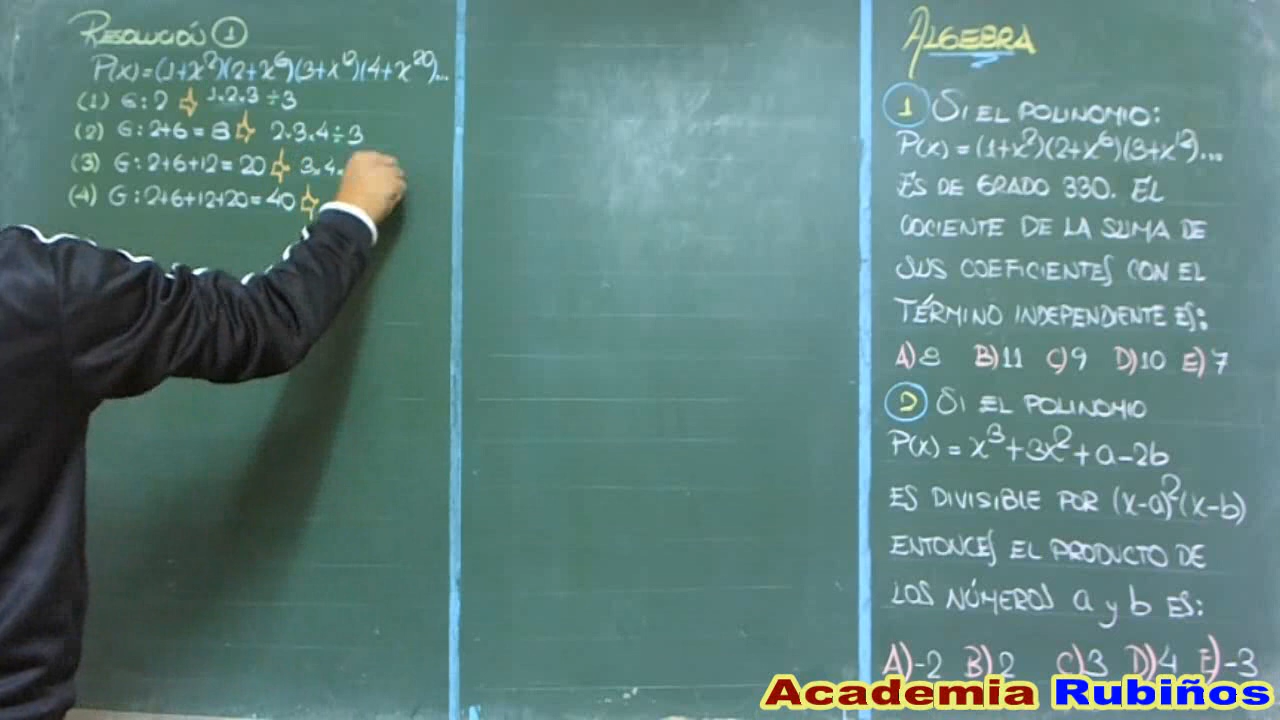 RESOLUCIÓN 1
P(x)=(1+x²)(2+x⁶)(3+x¹²)(4+x²⁰)...
(1) G:2 ⇨ 1.2.3 ÷3
(2) G:2+6=8 ⇨ 2.3.4÷3
(3) G:2+6+12=20 ⇨ 3.4.
(4) G:2+6+12+20=40 ⇨
ALGEBRA
1 SI EL POLINOMIO:
P(x)=(1+x²)(2+x⁶)(3+x¹²)...
ES DE GRADO 330. EL
COCIENTE DE LA SUMA DE
SUS COEFICIENTES CON EL
TÉRMINO INDEPENDIENTE ES:
A) 8 B) 11 C) 9 D) 10 E) 7
2 SI EL POLINOMIO
P(x)=x³+3x²+a-2b
ES DIVISIBLE POR (x-a)²(x-b)
ENTONCES EL PRODUCTO DE
LOS NÚMEROS a y b ES:
A)-2 B)2 C)3 D)4 E)-3
Academia Rubiños